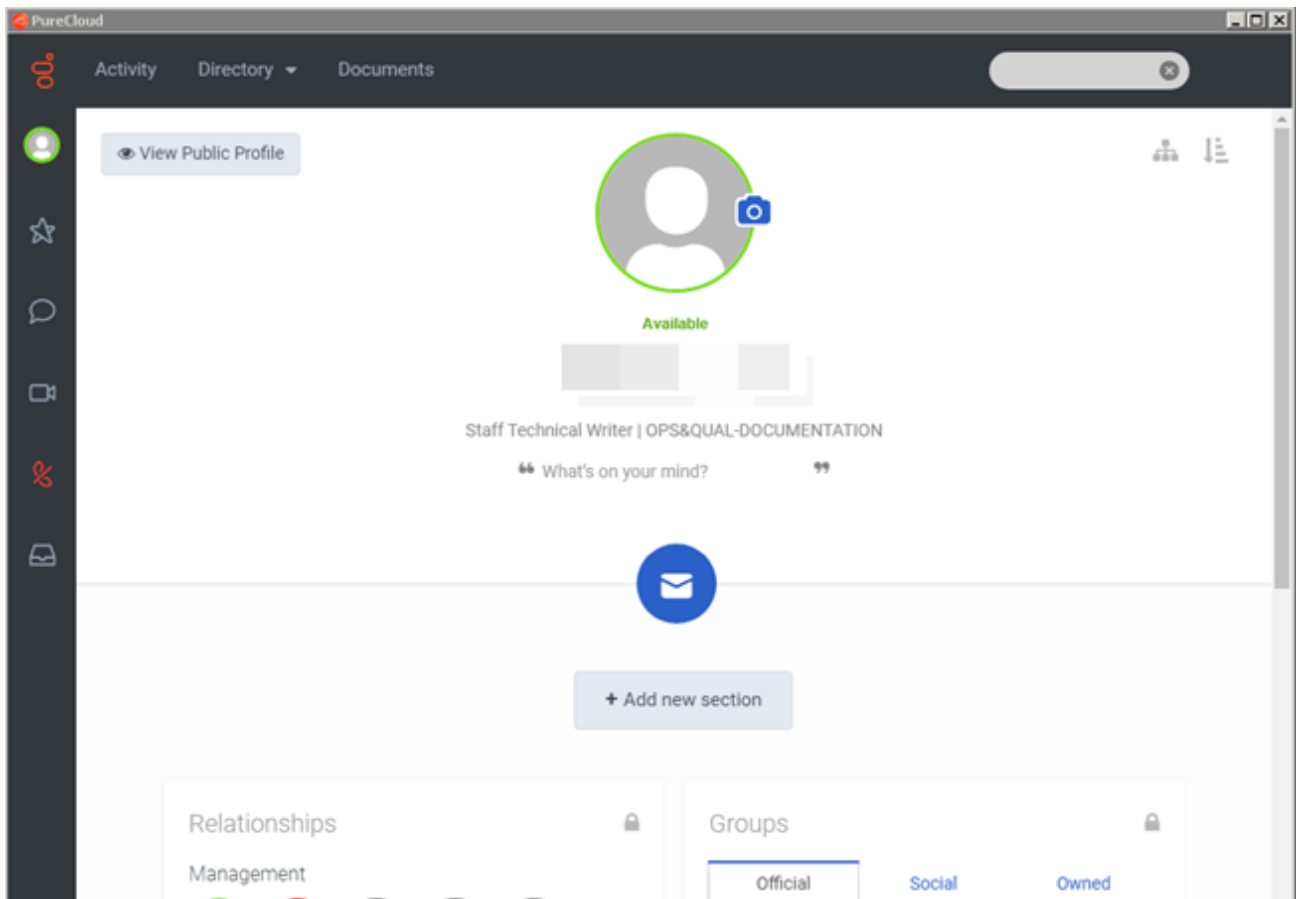 PureCloud
Activity Directory Documents
View Public Profile
Available
Staff Technical Writer | OPS&QUAL-DOCUMENTATION
❝ What's on your mind? ❞
+ Add new section
Relationships
Management
Groups
Official Social Owned